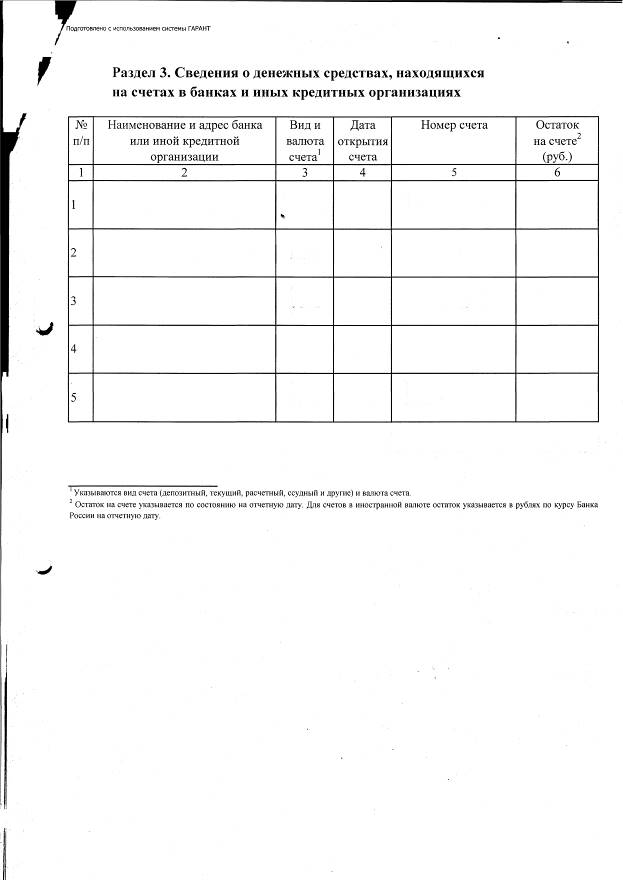 Подготовлено с использованием системы ГАРАНТ
Раздел 3. Сведения о денежных средствах, находящихся
на счетах в банках и иных кредитных организациях
№ п/п
Наименование и адрес банка или иной кредитной организации
Вид и валюта счета1
Дата открытия счета
Номер счета
Остаток на счете2 (руб.)
1 2 3 4 5 6
1
2
3
4
5
1 Указываются вид счета (депозитный, текущий, расчетный, ссудный и другие) и валюта счета.
2 Остаток на счете указывается по состоянию на отчетную дату. Для счетов в иностранной валюте остаток указывается в рублях по курсу Банка
России на отчетную дату.